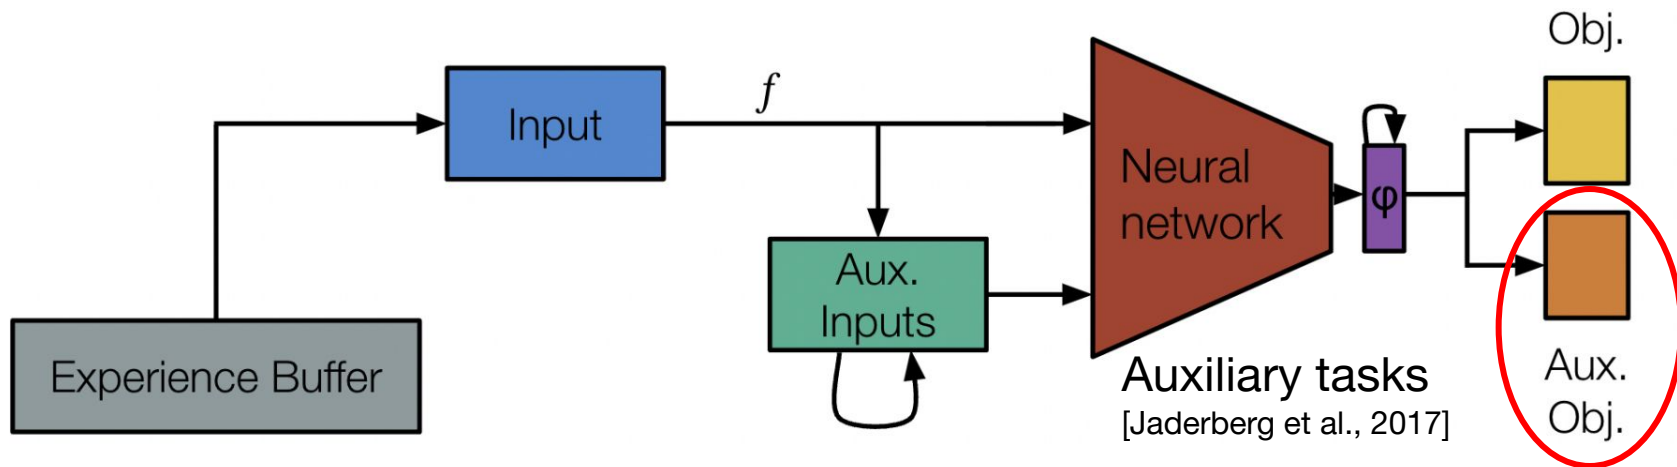 Obj.
f
Input
Neural
network
φ
Aux.
Inputs
Experience Buffer
Auxiliary tasks
[Jaderberg et al., 2017]
Aux.
Obj.